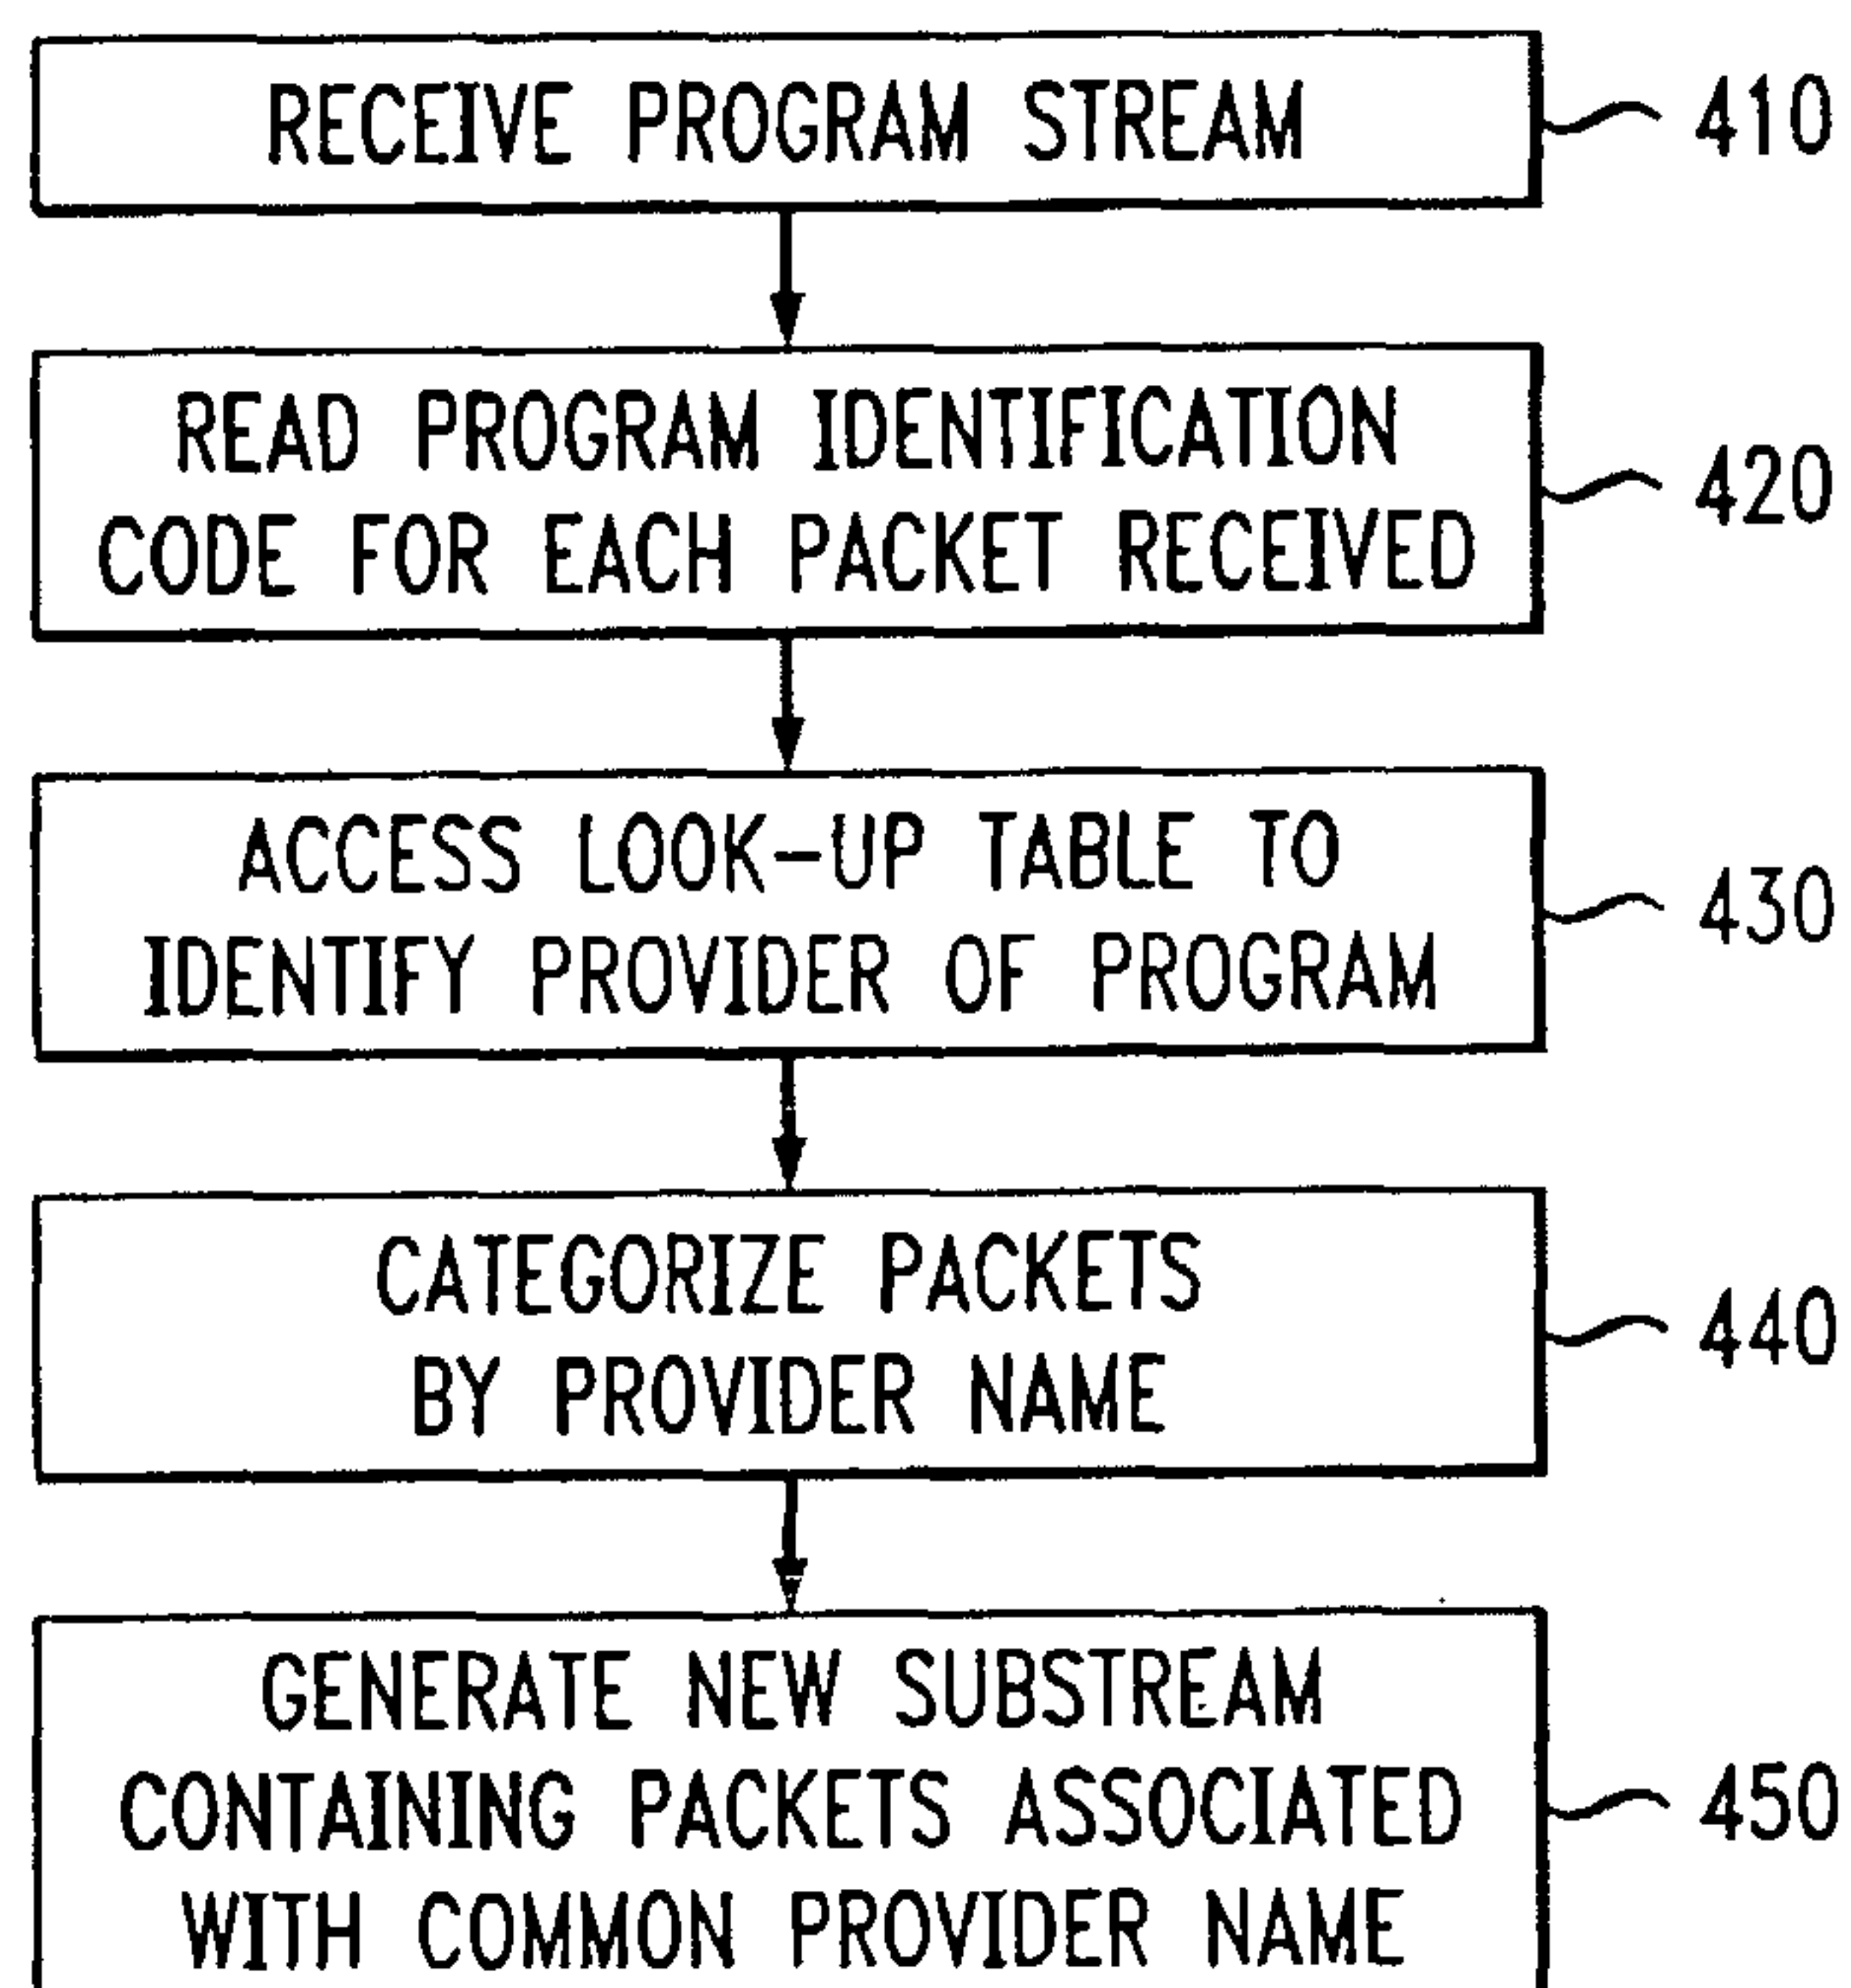 RECEIVE PROGRAM STREAM
410
READ PROGRAM IDENTIFICATION
CODE FOR EACH PACKET RECEIVED
420
ACCESS LOOK-UP TABLE TO
IDENTIFY PROVIDER OF PROGRAM
430
CATEGORIZE PACKETS
BY PROVIDER NAME
440
GENERATE NEW SUBSTREAM
CONTAINING PACKETS ASSOCIATED
WITH COMMON PROVIDER NAME
450